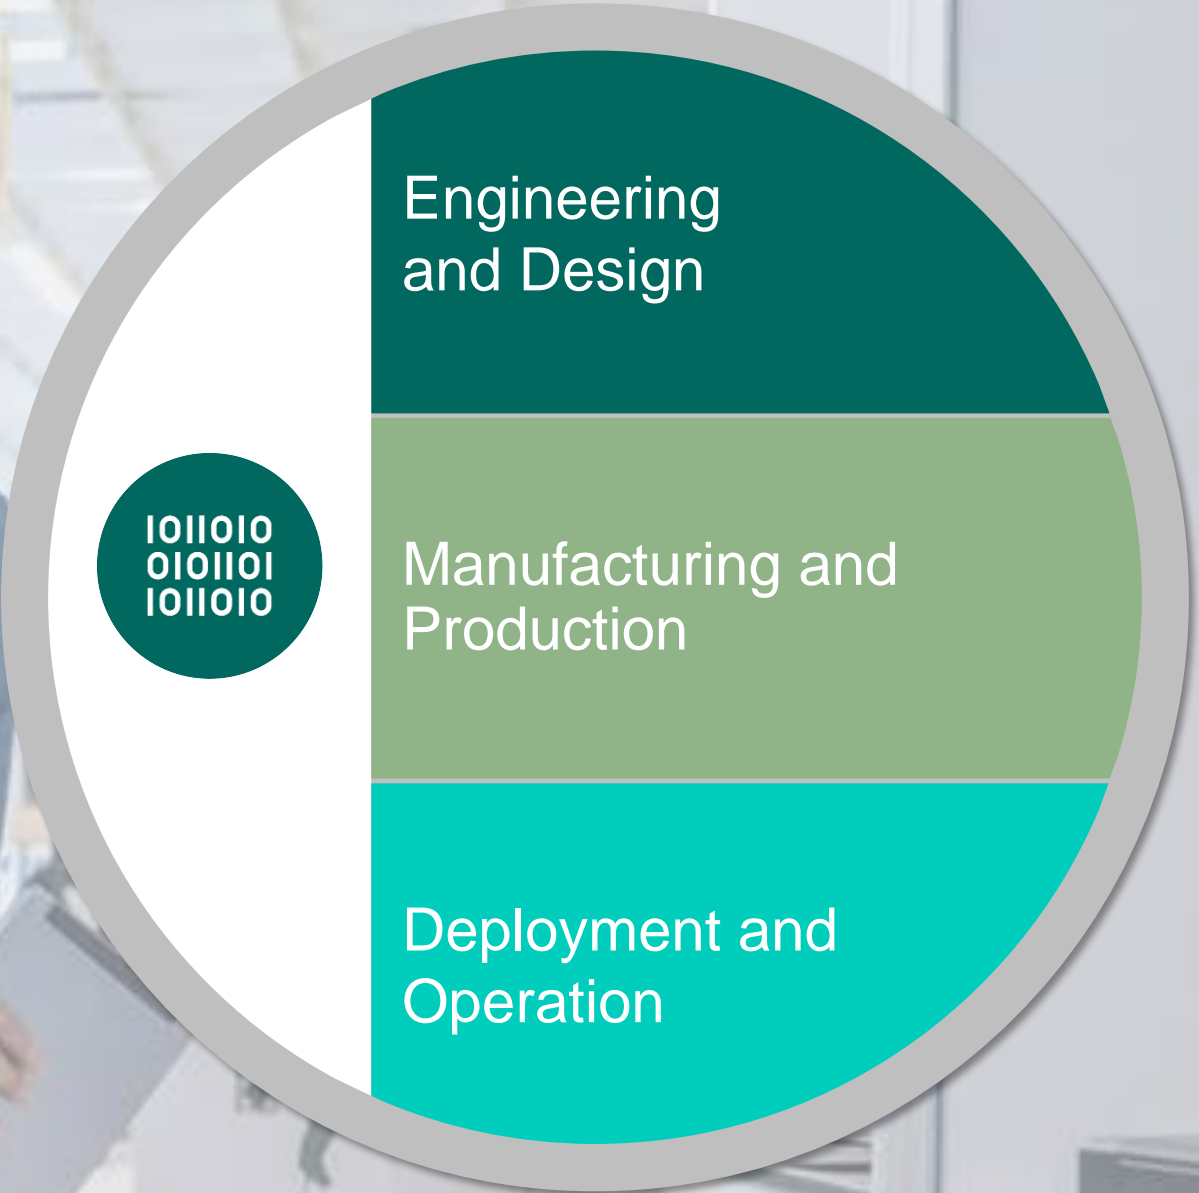 Engineering
and Design
1011010
0101101
1011010
Manufacturing and
Production
Deployment and
Operation